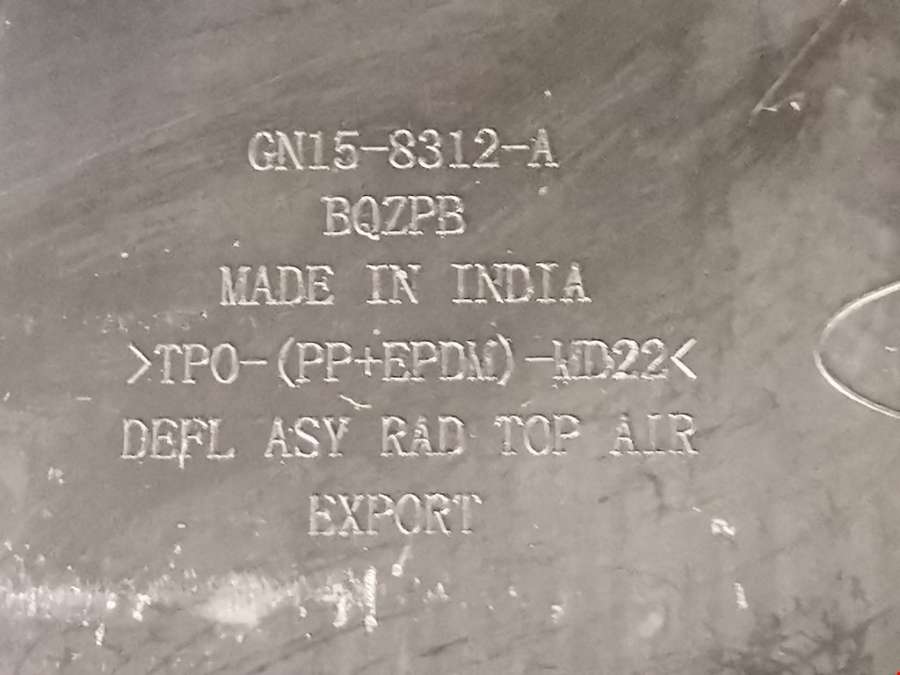 GN15-8312-A
BQZPB
MADE IN INDIA
>TPO-(PP+EPDM)-MD22<
DEFL ASY RAD TOP AIR
EXPORT